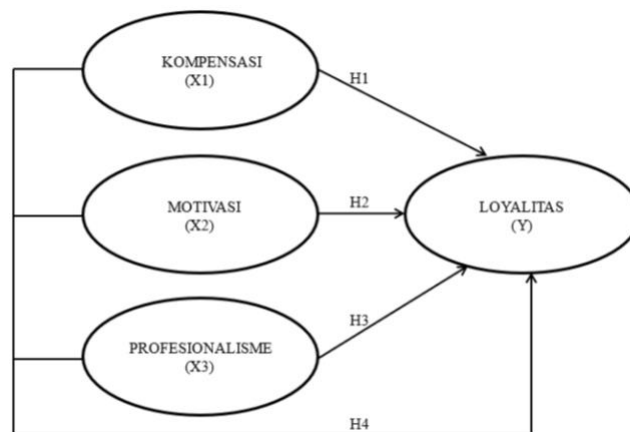 KOMPENSASI
(X1)
H1
MOTIVASI
(X2)
H2
LOYALITAS
(Y)
PROFESIONALISME
(X3)
H3
H4